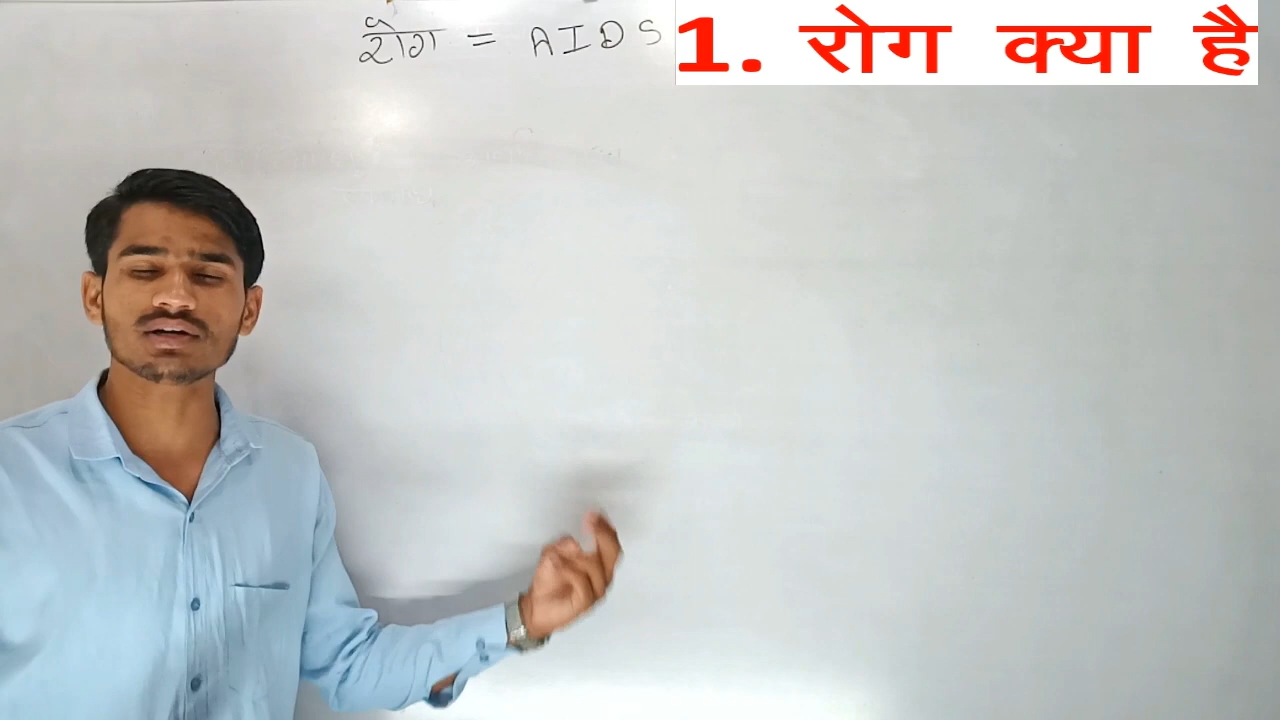 रोग = AIDS
1. रोग क्या है